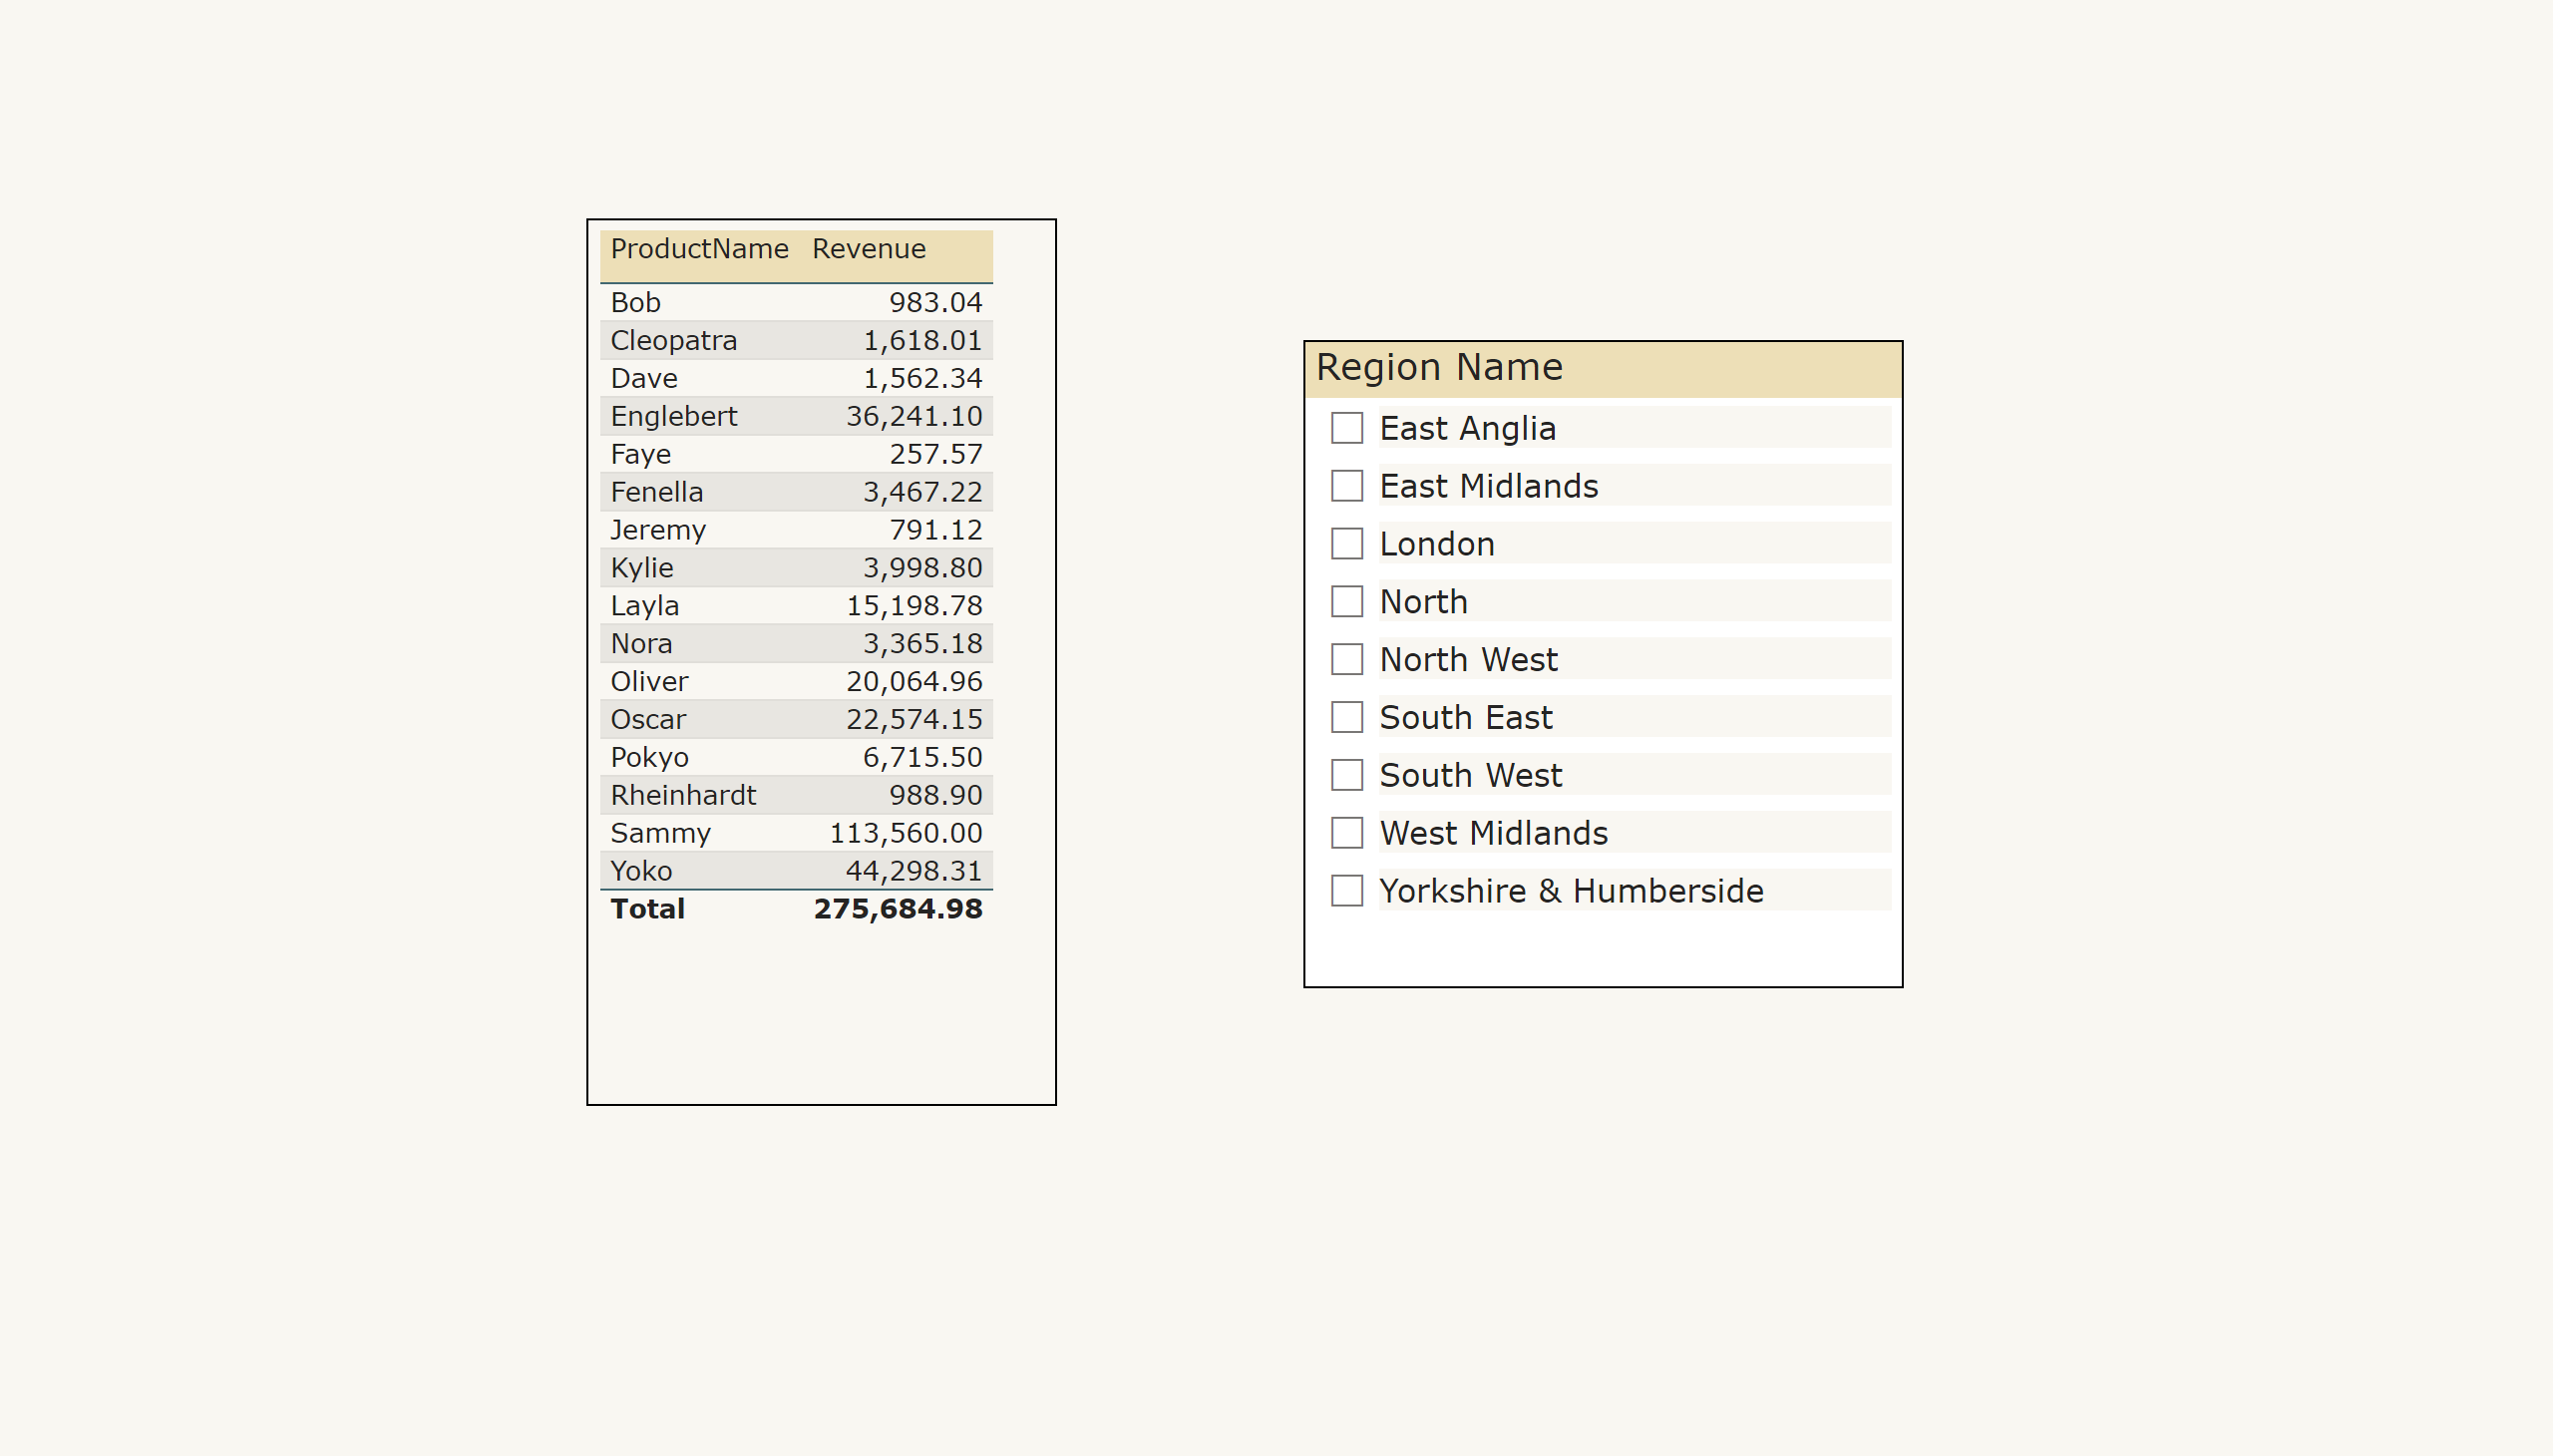 ProductName Revenue
Bob 983.04
Cleopatra 1,618.01
Dave 1,562.34
Englebert 36,241.10
Faye 257.57
Fenella 3,467.22
Jeremy 791.12
Kylie 3,998.80
Layla 15,198.78
Nora 3,365.18
Oliver 20,064.96
Oscar 22,574.15
Pokyo 6,715.50
Rheinhardt 988.90
Sammy 113,560.00
Yoko 44,298.31
Total 275,684.98
Region Name
East Anglia
East Midlands
London
North
North West
South East
South West
West Midlands
Yorkshire & Humberside